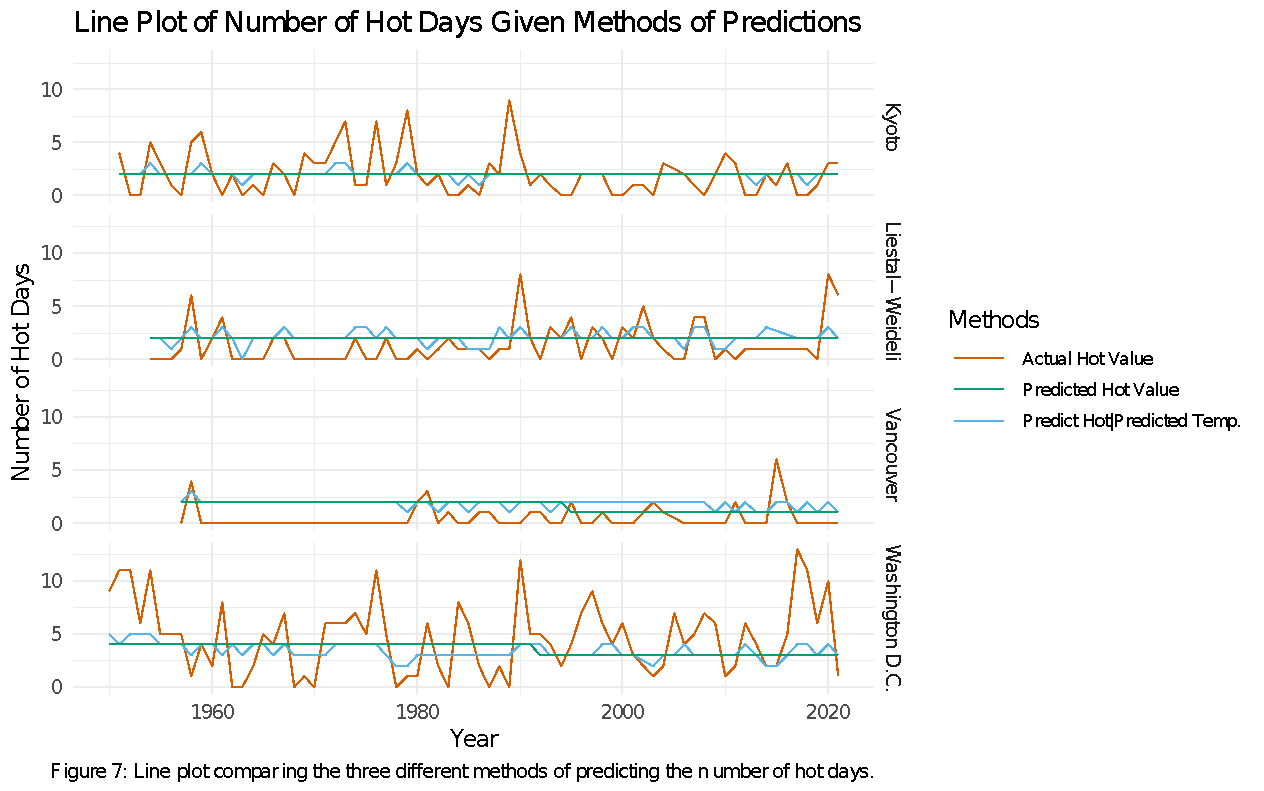 Line Plot of Number of Hot Days Given Methods of Predictions
Number of Hot Days
10
5
0
Kyoto
10
5
0
Liestal−Weideli
10
5
0
Vancouver
10
5
0
Washington D.C.
1960 1980 2000 2020
Year
Methods
Actual Hot Value
Predicted Hot Value
Predict Hot|Predicted Temp.
Figure 7: Line plot comparing the three different methods of predicting the n umber of hot days.